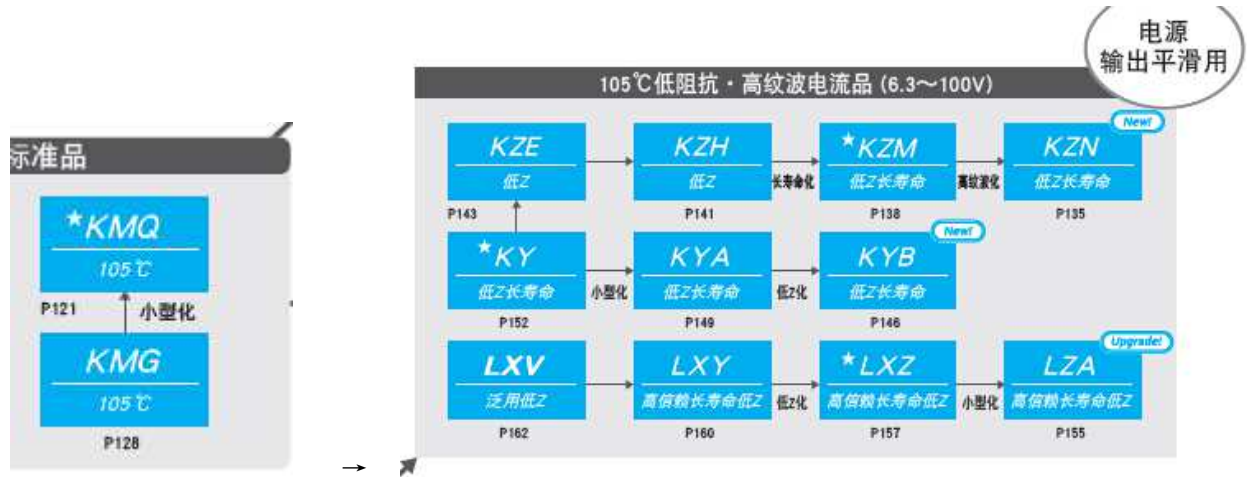 电源
输出平滑用
标准品
★KMQ
105℃
P121
小型化
KMG
105℃
P128
→
105℃低阻抗・高纹波电流品 (6.3～100V)
KZE
低Z
P143
KZH
低Z
P141
长寿命化
★KZM
低Z长寿命
P138
高纹波化
New!
KZN
低Z长寿命
P135
★KY
低Z长寿命
P152
小型化
KYA
低Z长寿命
P149
低Z化
New!
KYB
低Z长寿命
P146
LXV
泛用低Z
P162
LXY
高信赖长寿命低Z
P160
低Z化
★LXZ
高信赖长寿命低Z
P157
小型化
Upgrade!
LZA
高信赖长寿命低Z
P155